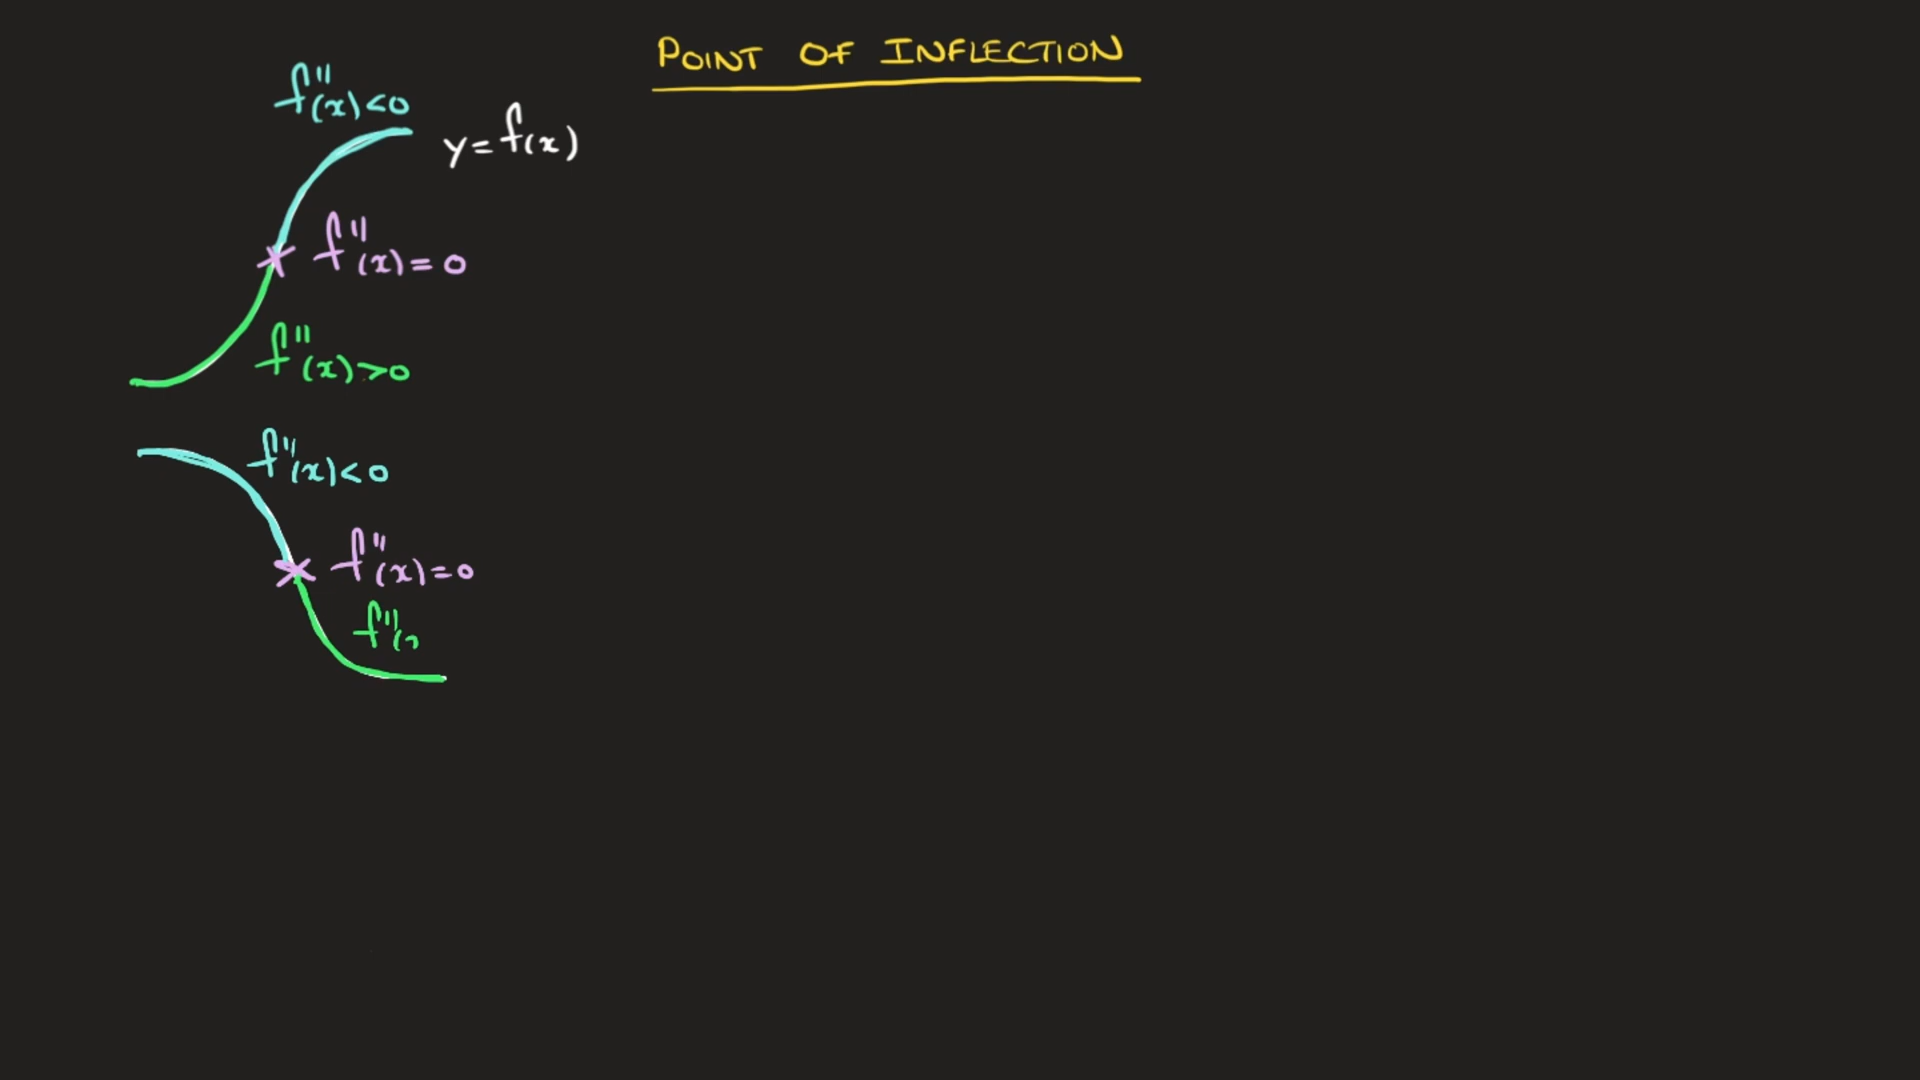 POINT OF INFLECTION
f''(x)<0
y=f(x)
f''(x)=0
f''(x)>0
f''(x)<0
f''(x)=0
f''(